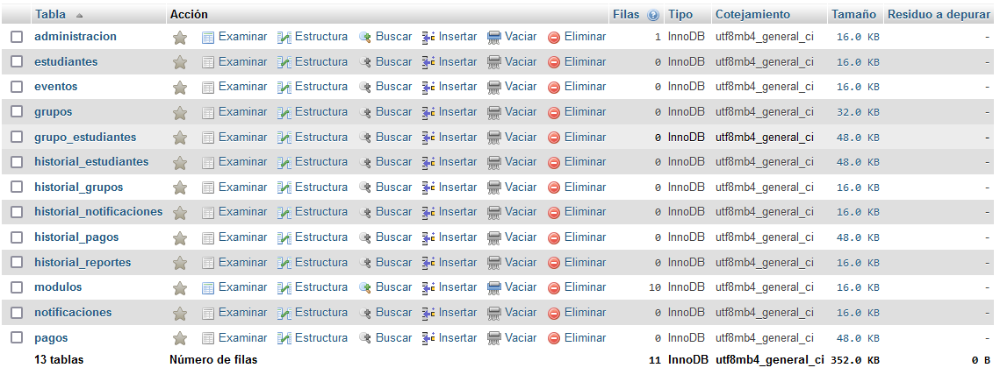 Tabla Acción Filas Tipo Cotejamiento Tamaño Residuo a depurar
administracion Examinar Estructura Buscar Insertar Vaciar Eliminar 1 InnoDB utf8mb4_general_ci 16.0 KB -
estudiantes Examinar Estructura Buscar Insertar Vaciar Eliminar 0 InnoDB utf8mb4_general_ci 16.0 KB -
eventos Examinar Estructura Buscar Insertar Vaciar Eliminar 0 InnoDB utf8mb4_general_ci 16.0 KB -
grupos Examinar Estructura Buscar Insertar Vaciar Eliminar 0 InnoDB utf8mb4_general_ci 32.0 KB -
grupo_estudiantes Examinar Estructura Buscar Insertar Vaciar Eliminar 0 InnoDB utf8mb4_general_ci 48.0 KB -
historial_estudiantes Examinar Estructura Buscar Insertar Vaciar Eliminar 0 InnoDB utf8mb4_general_ci 48.0 KB -
historial_grupos Examinar Estructura Buscar Insertar Vaciar Eliminar 0 InnoDB utf8mb4_general_ci 16.0 KB -
historial_notificaciones Examinar Estructura Buscar Insertar Vaciar Eliminar 0 InnoDB utf8mb4_general_ci 16.0 KB -
historial_pagos Examinar Estructura Buscar Insertar Vaciar Eliminar 0 InnoDB utf8mb4_general_ci 48.0 KB -
historial_reportes Examinar Estructura Buscar Insertar Vaciar Eliminar 0 InnoDB utf8mb4_general_ci 16.0 KB -
modulos Examinar Estructura Buscar Insertar Vaciar Eliminar 10 InnoDB utf8mb4_general_ci 16.0 KB -
notificaciones Examinar Estructura Buscar Insertar Vaciar Eliminar 0 InnoDB utf8mb4_general_ci 16.0 KB -
pagos Examinar Estructura Buscar Insertar Vaciar Eliminar 0 InnoDB utf8mb4_general_ci 48.0 KB -
13 tablas Número de filas 11 InnoDB utf8mb4_general_ci 352.0 KB 0 B